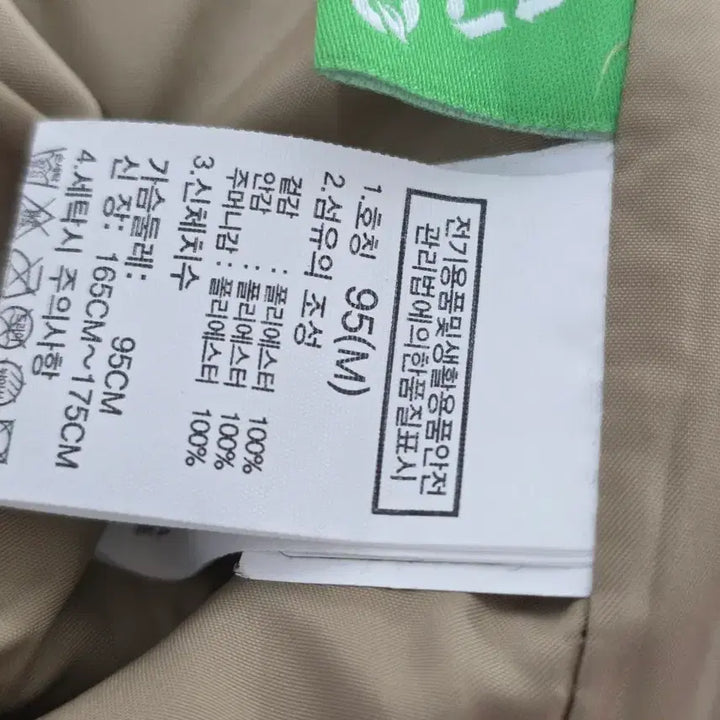 전기용품및생활용품안전
관리법에의한품질표시
1.호칭 95(M)
2.섬유의 조성
겉감 : 폴리에스터 100%
안감 : 폴리에스터 100%
주머니감 : 폴리에스터 100%
3.신체치수
가슴둘레: 95CM
신 장: 165CM~175CM
4.세탁시 주의사항